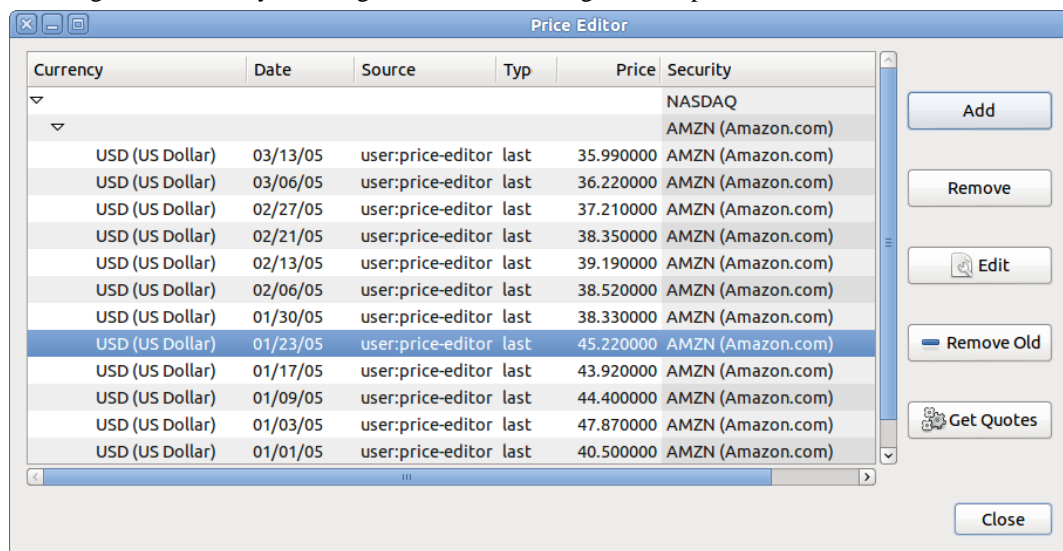 Price Editor
Currency Date Source Typ Price Security
NASDAQ
AMZN (Amazon.com)
USD (US Dollar) 03/13/05 user:price-editor last 35.990000 AMZN (Amazon.com)
USD (US Dollar) 03/06/05 user:price-editor last 36.220000 AMZN (Amazon.com)
USD (US Dollar) 02/27/05 user:price-editor last 37.210000 AMZN (Amazon.com)
USD (US Dollar) 02/21/05 user:price-editor last 38.350000 AMZN (Amazon.com)
USD (US Dollar) 02/13/05 user:price-editor last 39.190000 AMZN (Amazon.com)
USD (US Dollar) 02/06/05 user:price-editor last 38.520000 AMZN (Amazon.com)
USD (US Dollar) 01/30/05 user:price-editor last 38.330000 AMZN (Amazon.com)
USD (US Dollar) 01/23/05 user:price-editor last 45.220000 AMZN (Amazon.com)
USD (US Dollar) 01/17/05 user:price-editor last 43.920000 AMZN (Amazon.com)
USD (US Dollar) 01/09/05 user:price-editor last 44.400000 AMZN (Amazon.com)
USD (US Dollar) 01/03/05 user:price-editor last 47.870000 AMZN (Amazon.com)
USD (US Dollar) 01/01/05 user:price-editor last 40.500000 AMZN (Amazon.com)
Add
Remove
Edit
Remove Old
Get Quotes
Close